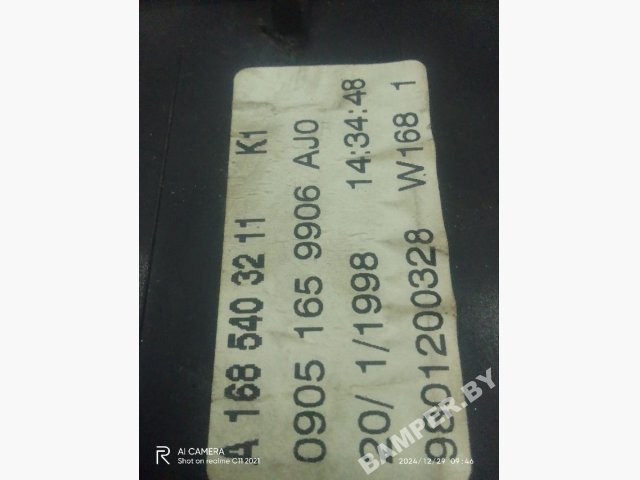 A 168 540 32 11 K1
0905 165 9906 AJ0
20/ 1/1998 14:34:48
9801200328 W168 1
BAMPER.BY
AI CAMERA
Shot on realme C11 2021
2024/12/29 09:46